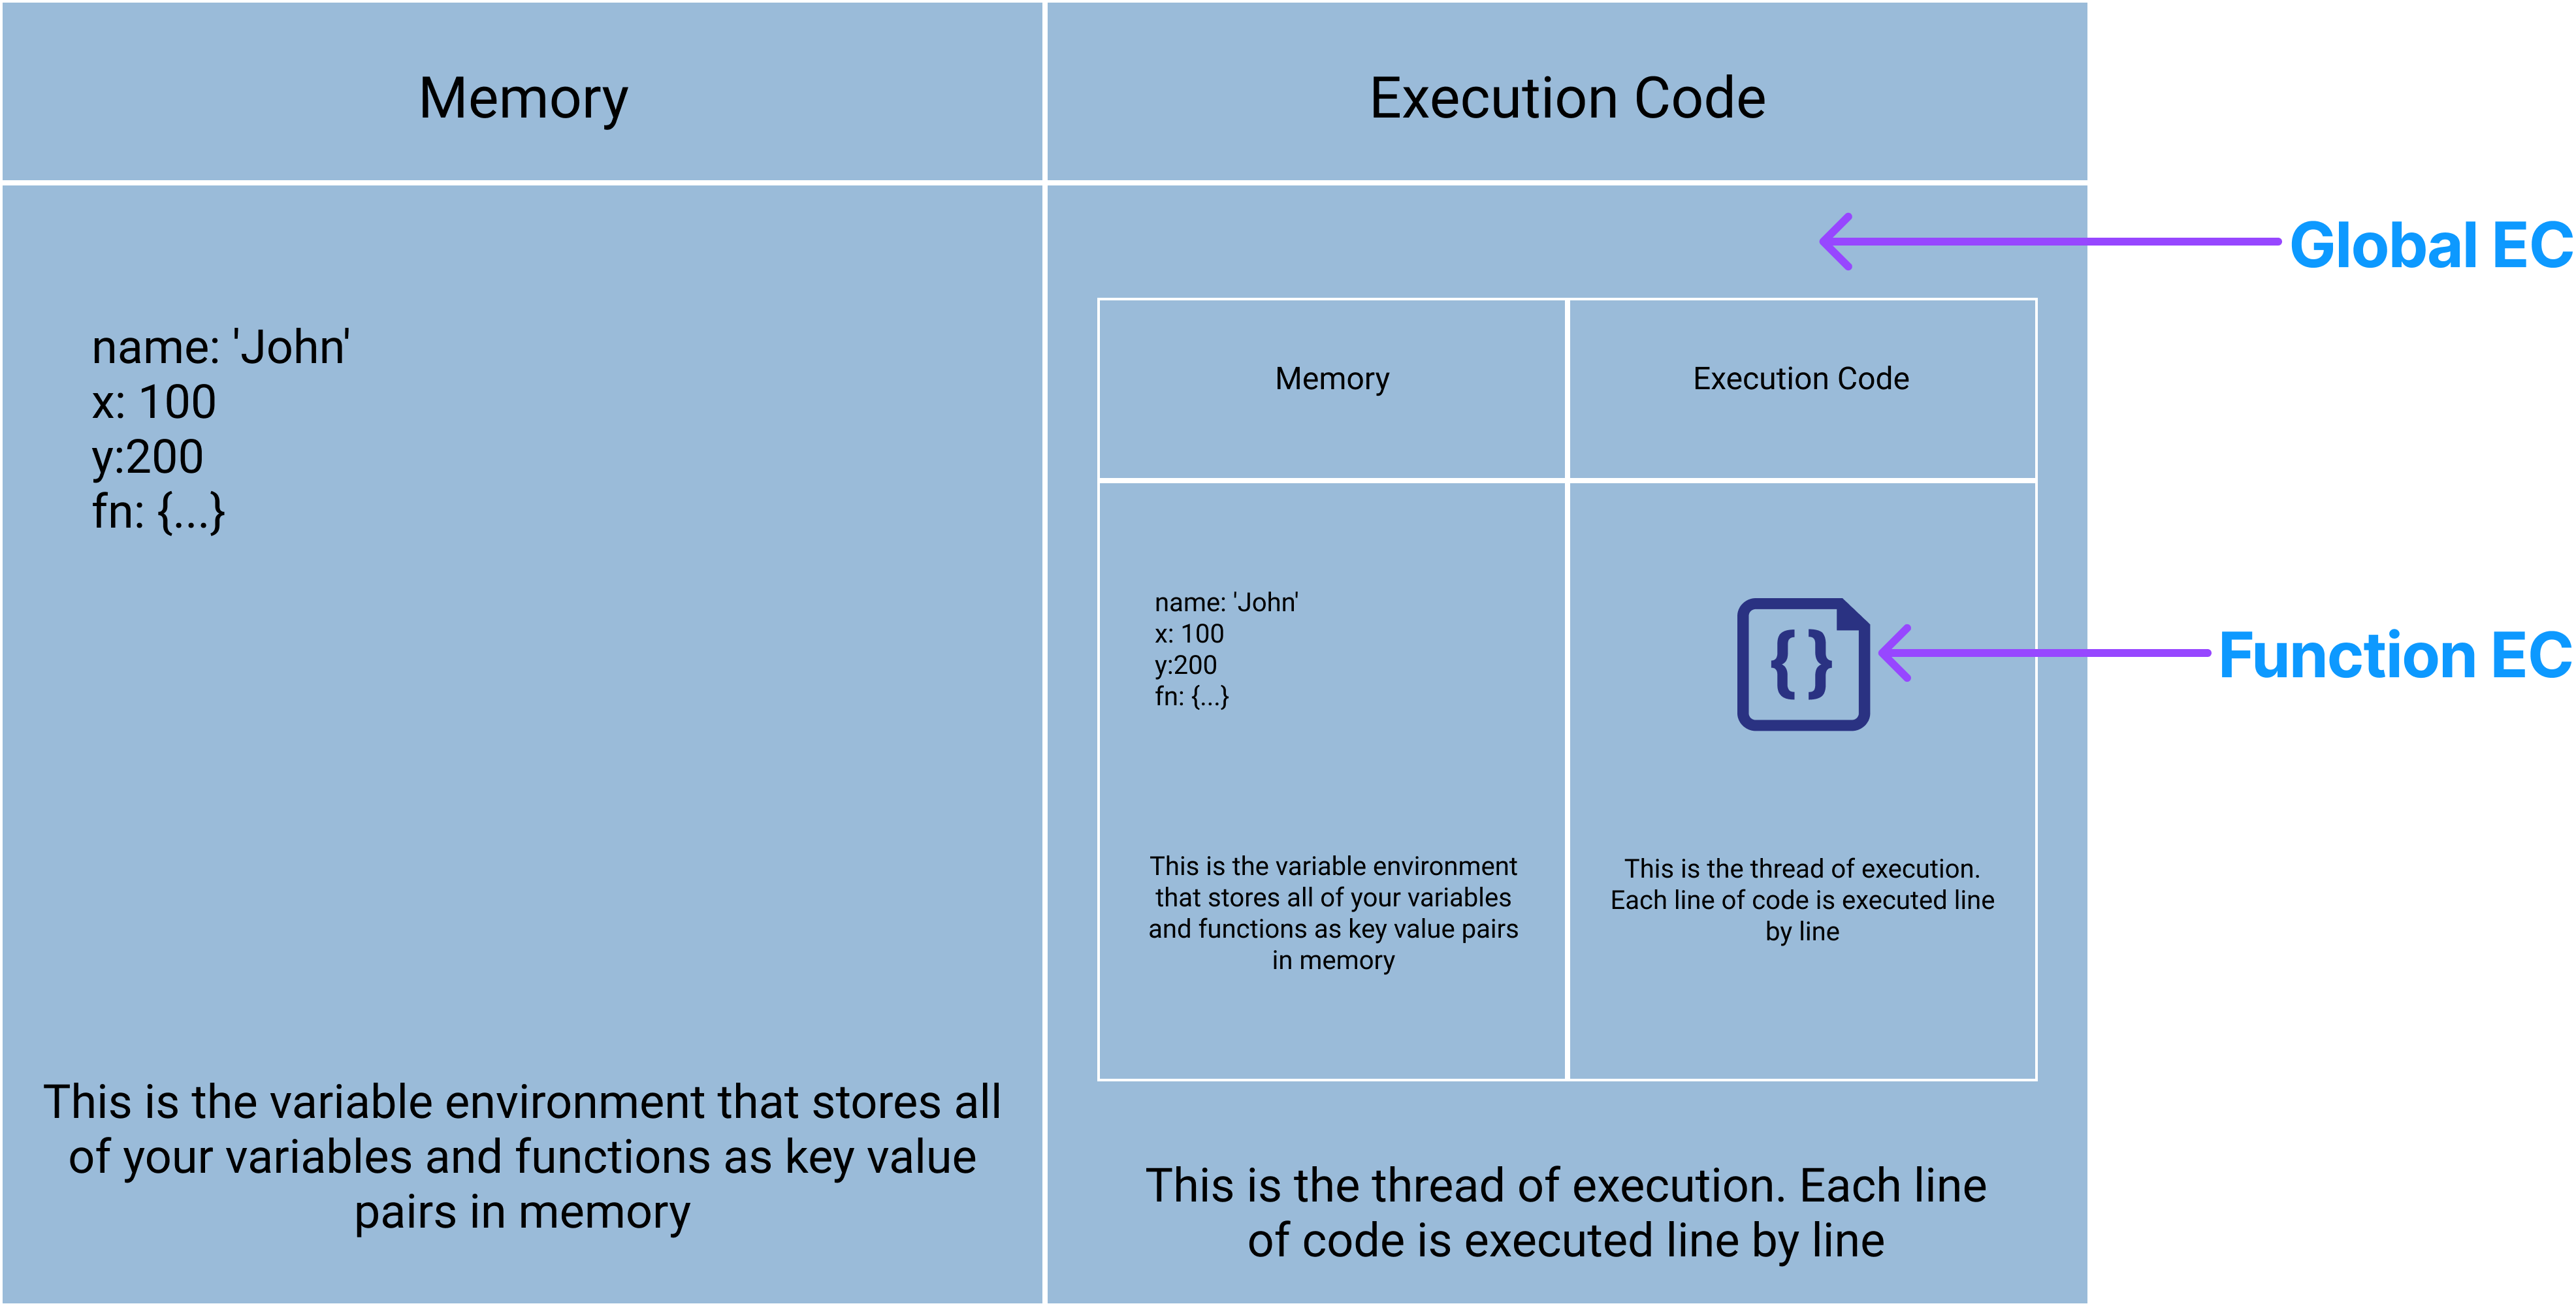 Memory
Execution Code
Global EC
name: 'John'
x: 100
y:200
fn: {...}
Memory
Execution Code
name: 'John'
x: 100
y:200
fn: {...}
{}
Function EC
This is the variable environment
that stores all of your variables
and functions as key value pairs
in memory
This is the thread of execution.
Each line of code is executed line
by line
This is the variable environment that stores all
of your variables and functions as key value
pairs in memory
This is the thread of execution. Each line
of code is executed line by line